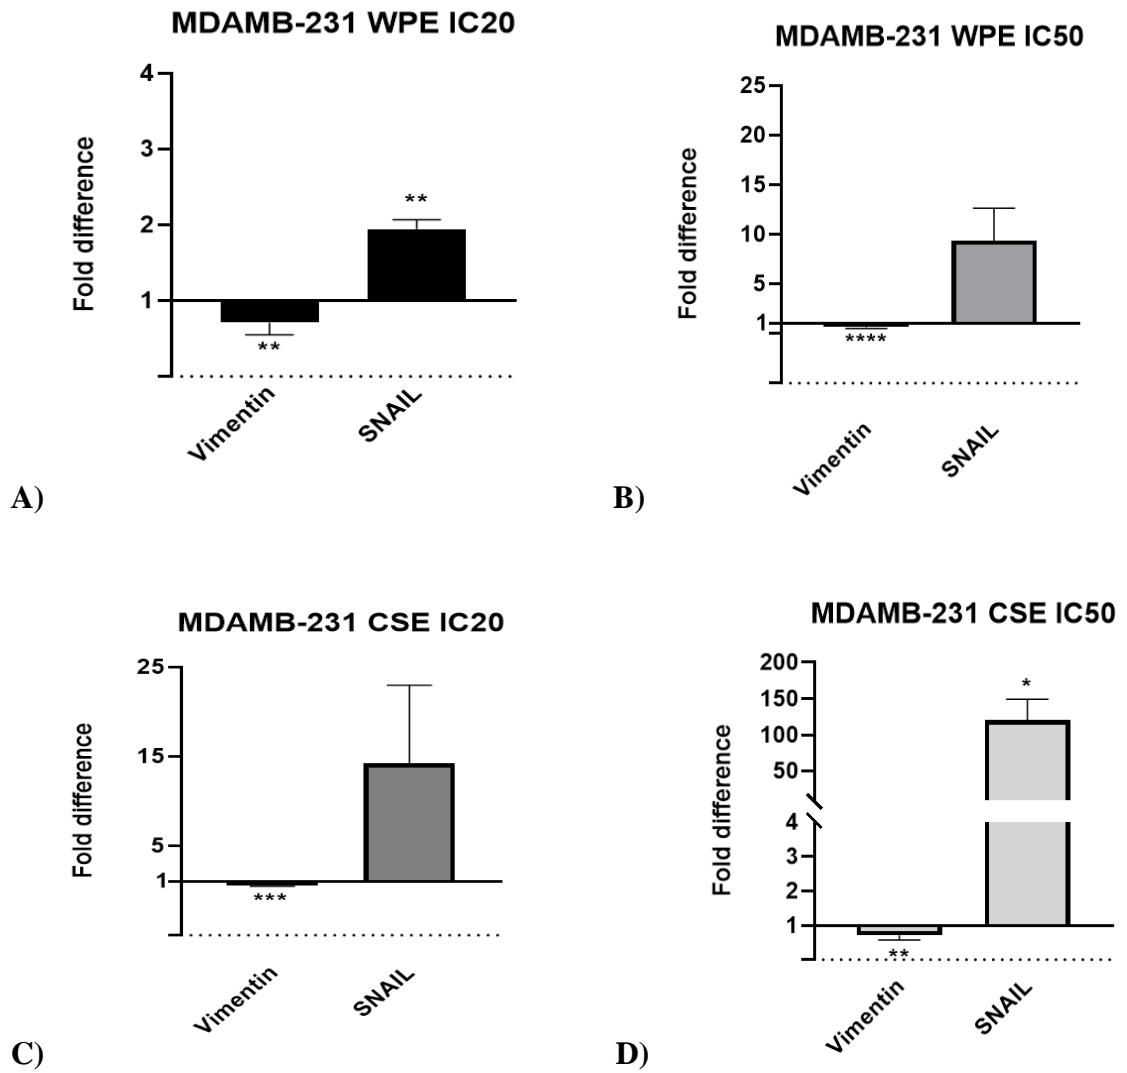 MDAMB-231 WPE IC20
Fold difference
4
3
2
1
**
**
Vimentin
SNAIL
A)
MDAMB-231 WPE IC50
Fold difference
25
20
15
10
5
1
****
Vimentin
SNAIL
B)
MDAMB-231 CSE IC20
Fold difference
25
15
5
1
***
Vimentin
SNAIL
C)
MDAMB-231 CSE IC50
Fold difference
200
150
100
50
4
3
2
1
*
**
Vimentin
SNAIL
D)